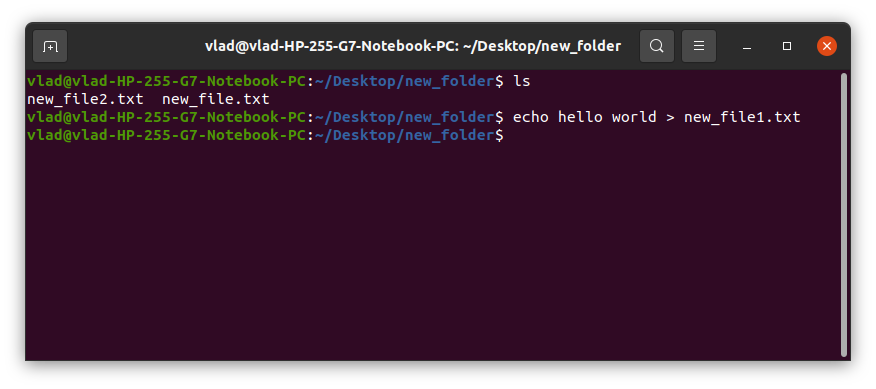 vlad@vlad-HP-255-G7-Notebook-PC: ~/Desktop/new_folder
vlad@vlad-HP-255-G7-Notebook-PC:~/Desktop/new_folder$ ls
new_file2.txt  new_file.txt
vlad@vlad-HP-255-G7-Notebook-PC:~/Desktop/new_folder$ echo hello world > new_file1.txt
vlad@vlad-HP-255-G7-Notebook-PC:~/Desktop/new_folder$